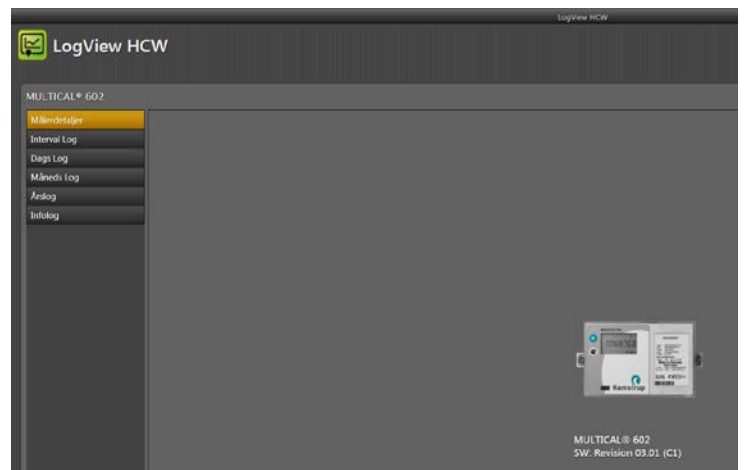 LogView HCW
LogView HCW
MULTICAL® 602
Målerdetaljer
Interval Log
Dags Log
Måneds Log
Årslog
Infolog
Kamstrup
MULTICAL® 602
SW. Revision 03.01 (C1)